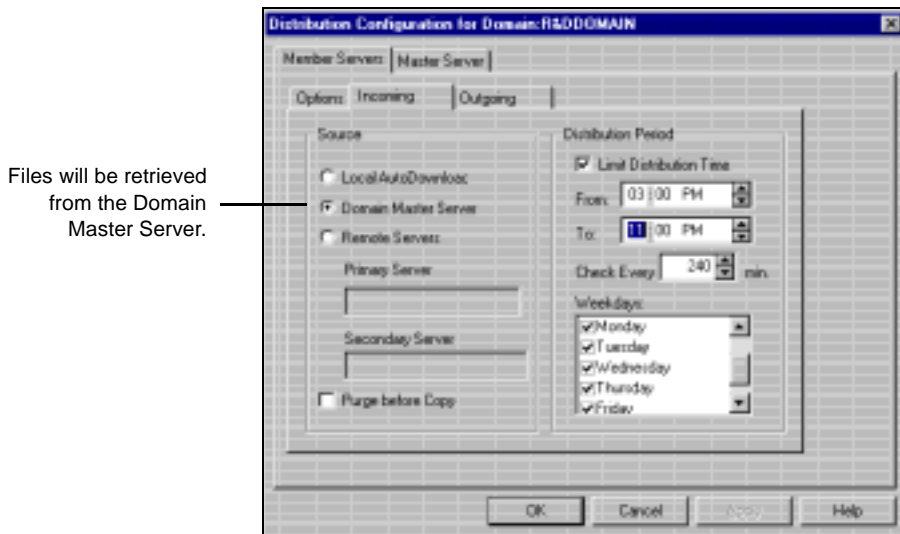 Distribution Configuration for Domain:R&DDOMAIN
Member Servers
Master Server
Options
Incoming
Outgoing
Files will be retrieved
from the Domain
Master Server.
Source
Local AutoDownload
Domain Master Server
Remote Servers
Primary Server
Secondary Server
Purge before Copy
Distribution Period
Limit Distribution Time
From: 03:00 PM
To: 11:00 PM
Check Every 240 min.
Weekdays:
Monday
Tuesday
Wednesday
Thursday
Friday
OK
Cancel
Apply
Help